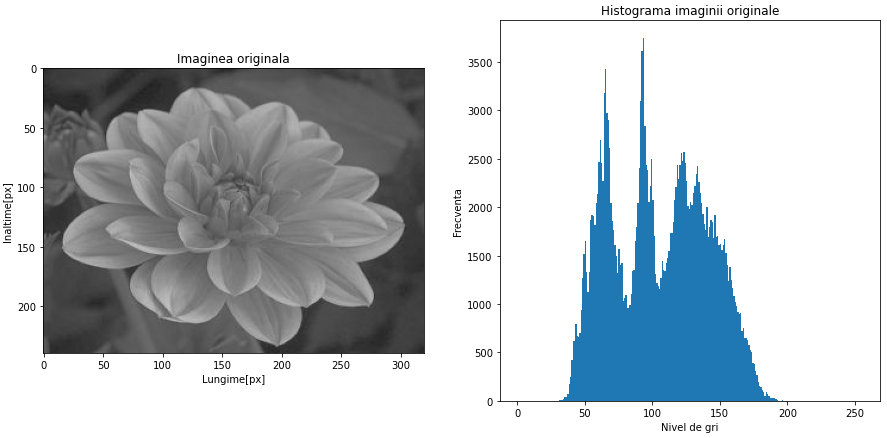 Imaginea originala
0
50
100
150
200
Inaltime[px]
0 50 100 150 200 250 300
Lungime[px]
Histograma imaginii originale
3500
3000
2500
2000
1500
1000
500
0
Frecventa
0 50 100 150 200 250
Nivel de gri